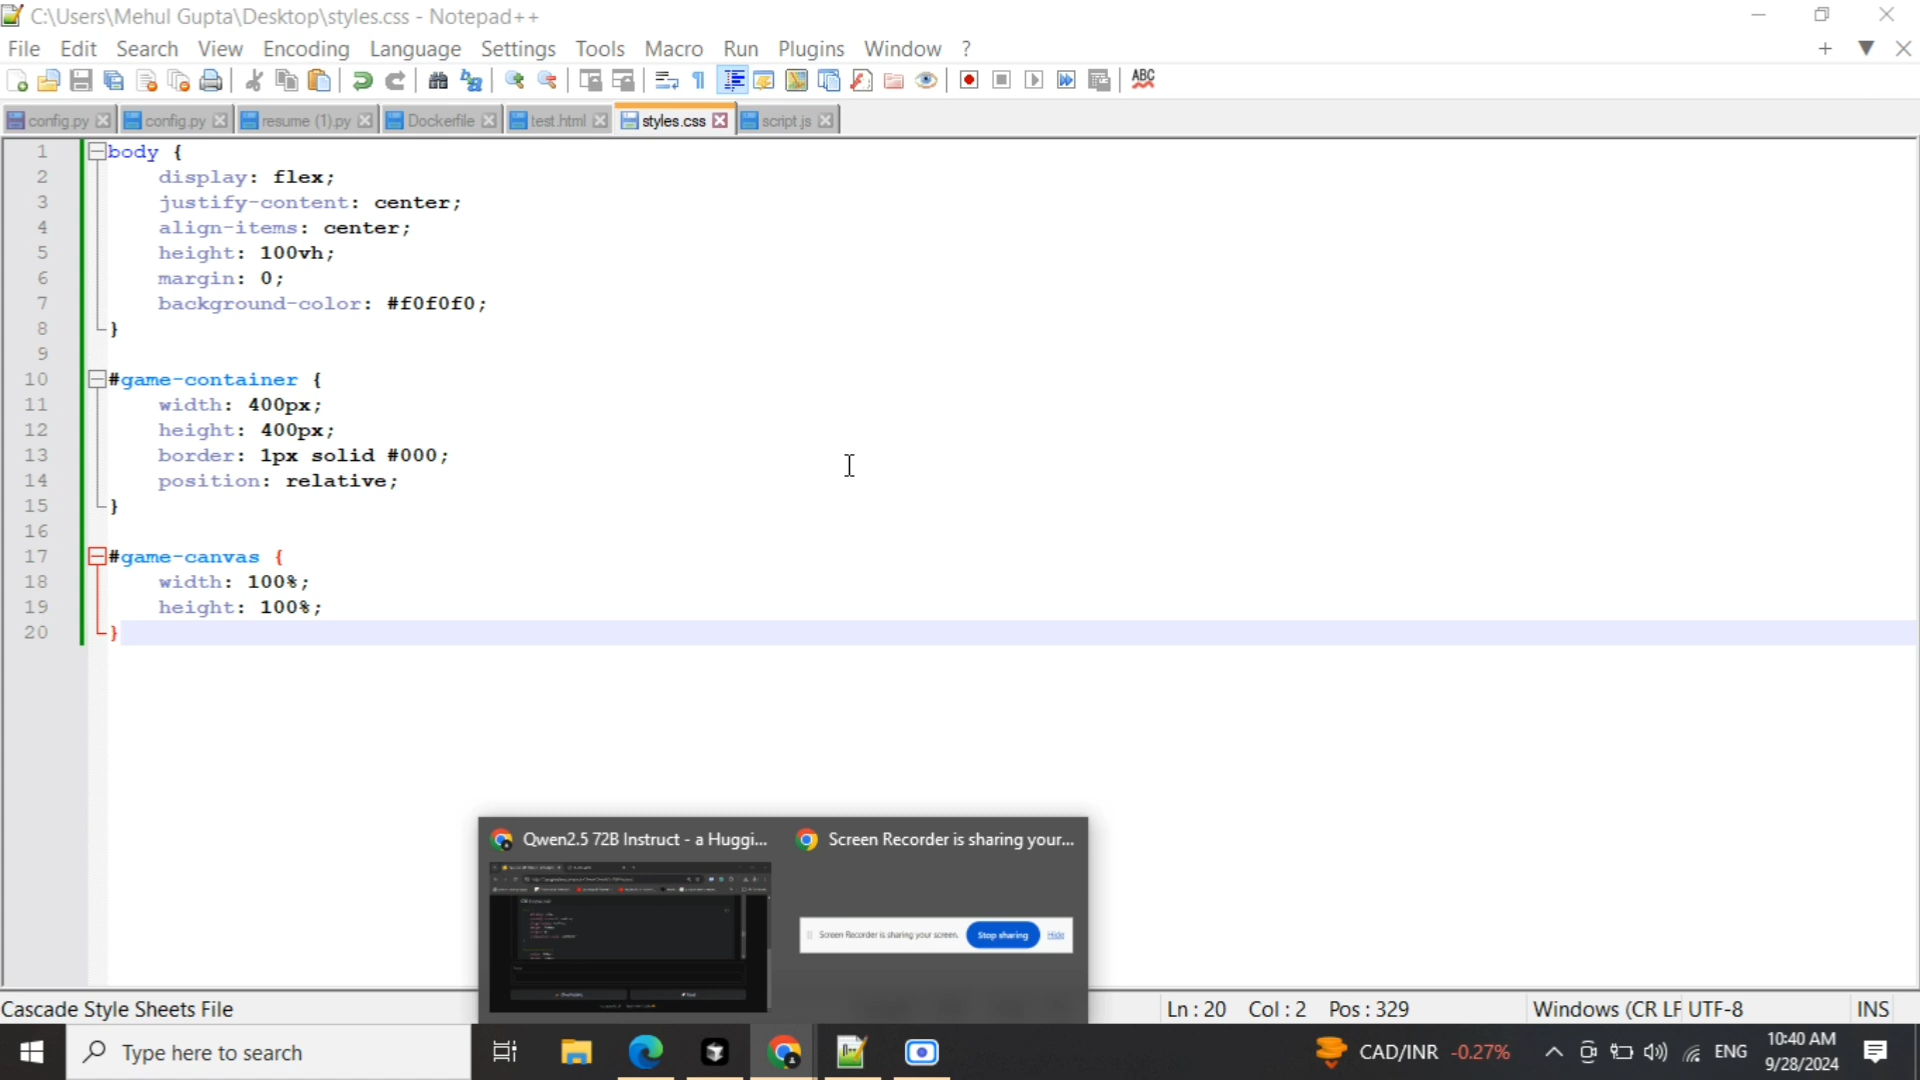 C:\Users\Mehul Gupta\Desktop\styles.css - Notepad++
File Edit Search View Encoding Language Settings Tools Macro Run Plugins Window ?
config.py config.py resume (1).py Dockerfile test.html styles.css script.js
1 body {
2 display: flex;
3 justify-content: center;
4 align-items: center;
5 height: 100vh;
6 margin: 0;
7 background-color: #f0f0f0;
8 }
9
10 #game-container {
11 width: 400px;
12 height: 400px;
13 border: 1px solid #000;
14 position: relative;
15 }
16
17 #game-canvas {
18 width: 100%;
19 height: 100%;
20 }
Qwen2.5 72B Instruct - a Huggi... Screen Recorder is sharing your...
Screen Recorder is sharing your screen. Stop sharing Hide
Cascade Style Sheets File Ln : 20 Col : 2 Pos : 329 Windows (CR LF UTF-8 INS
Type here to search CAD/INR -0.27% ENG 10:40 AM
9/28/2024